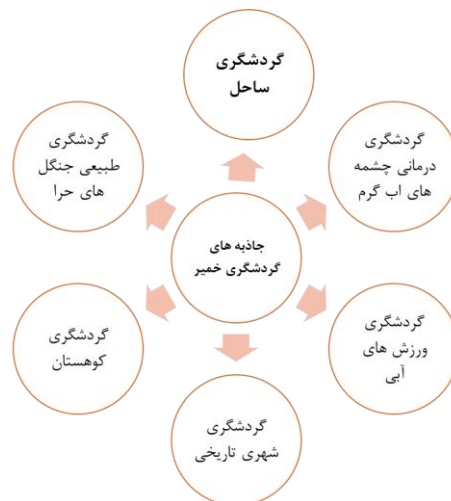 گردشگری
ساحل
گردشگری
درمانی چشمه
های اب گرم
گردشگری
ورزش های
آبی
گردشگری
شهری تاریخی
گردشگری
کوهستان
گردشگری
طبیعی جنگل
های حرا
جاذبه های
گردشگری خمیر